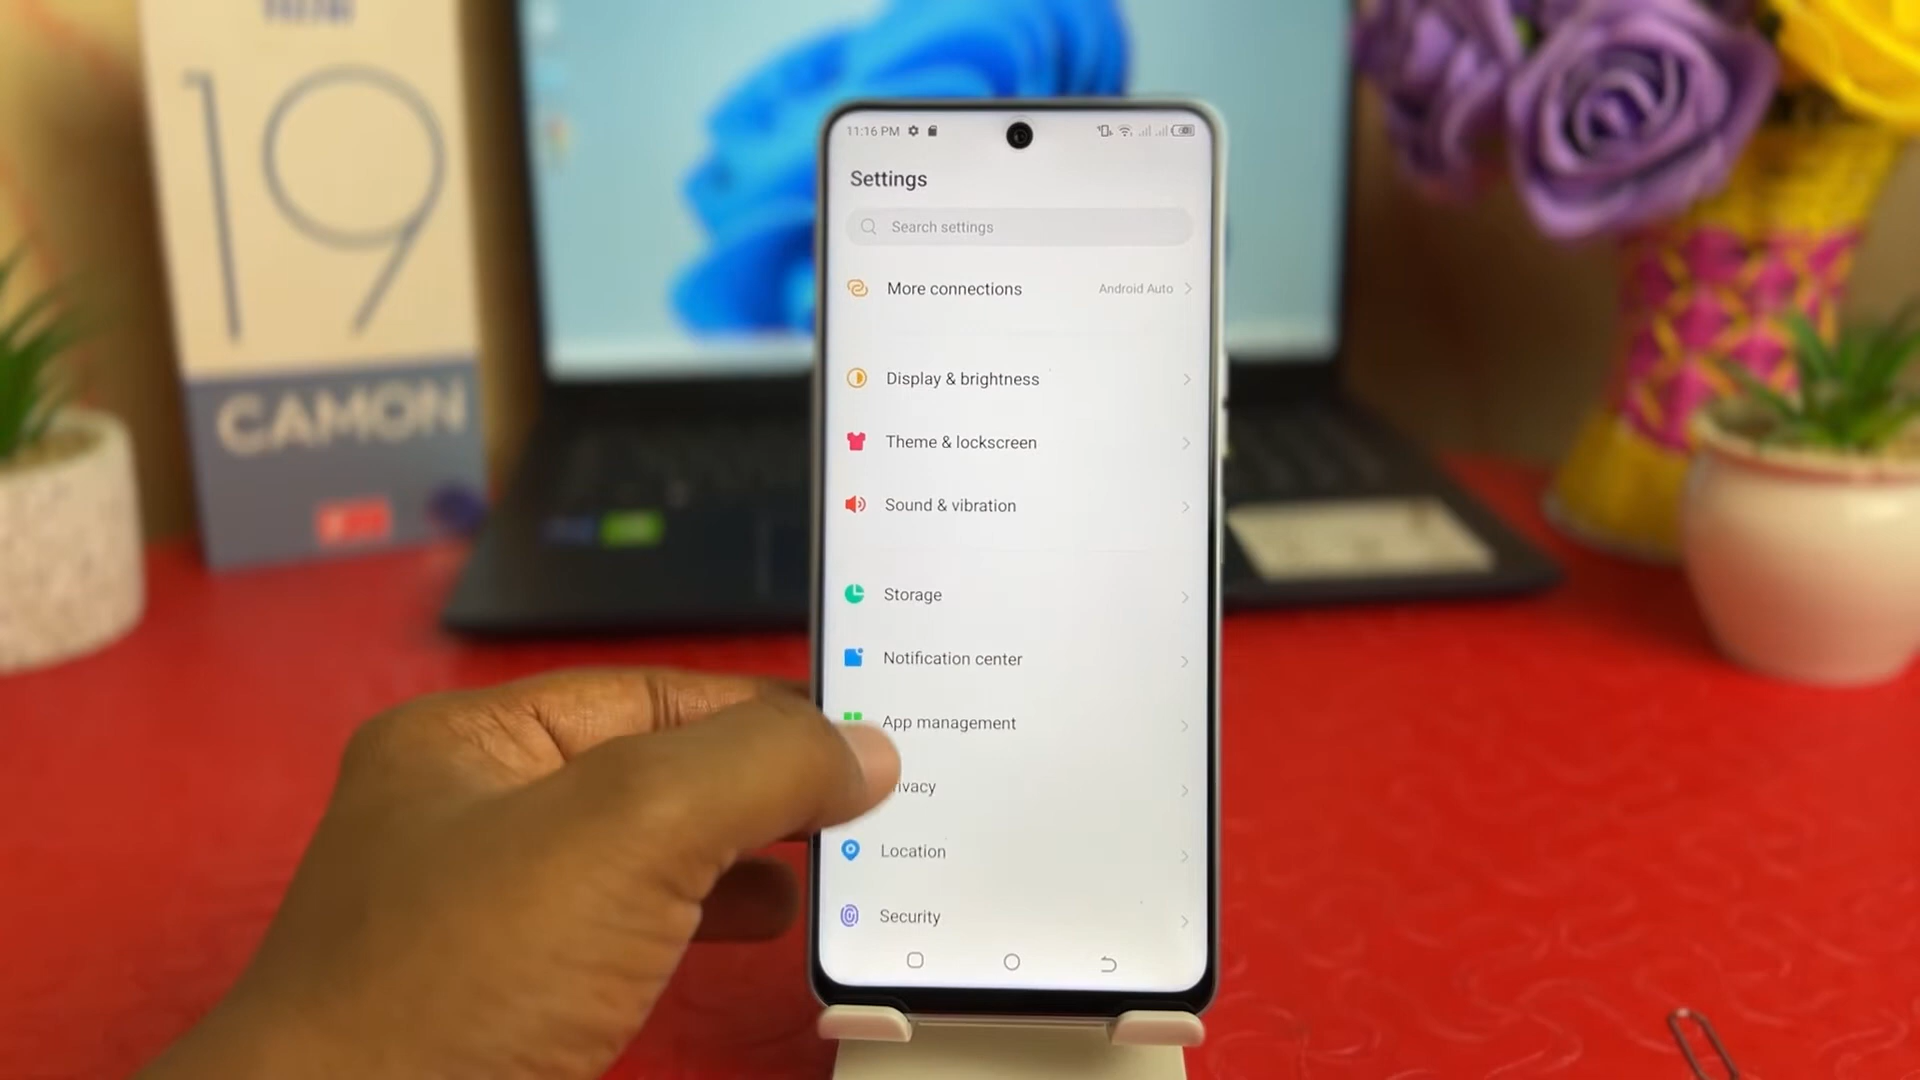 19
CAMON
11:16 PM
Settings
Search settings
More connections Android Auto
Display & brightness
Theme & lockscreen
Sound & vibration
Storage
Notification center
App management
ivacy
Location
Security